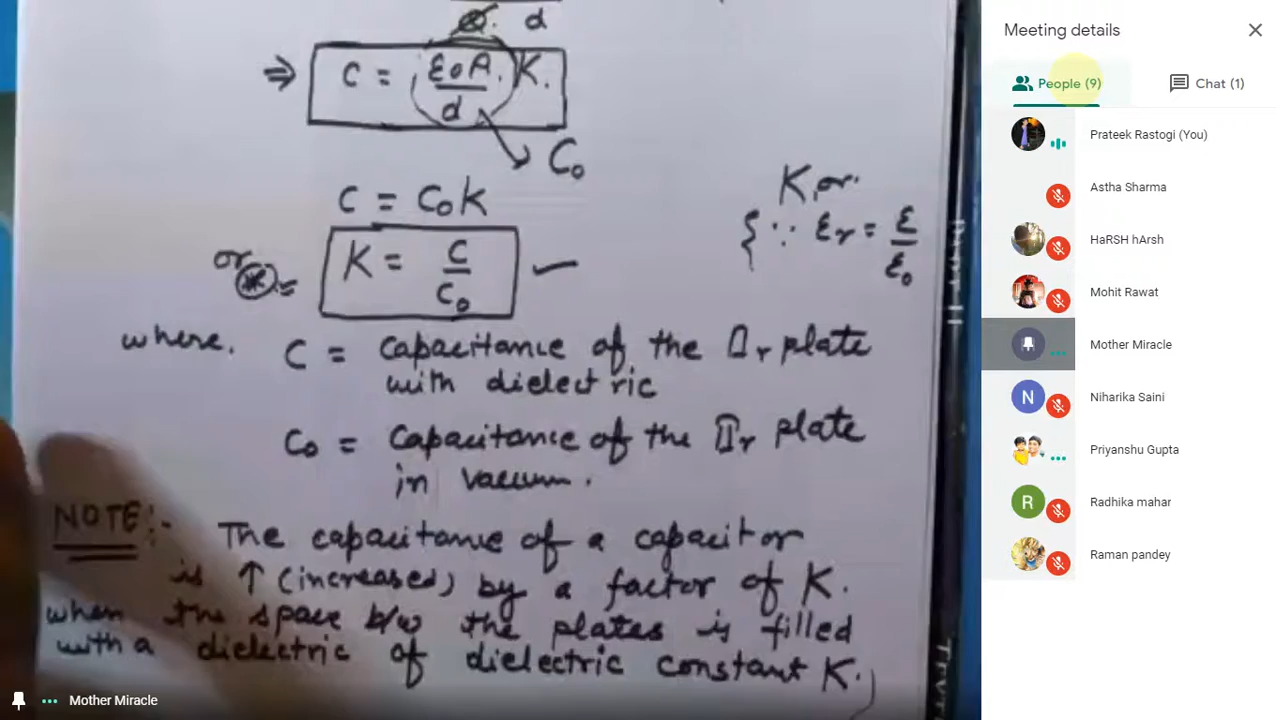 d
⇒ C = ε₀A/d . K.
C₀
C = C₀K
K, or
{ ∵ εr = ε/ε₀
or K = C/C₀
where. C = capacitance of the ||r plate
with dielectric
C₀ = Capacitance of the ||r plate
in vacuum.
NOTE:- The capacitance of a capacitor
is ↑ (increased) by a factor of K.
when the space b/w the plates is filled
with a dielectric of dielectric constant K.
Mother Miracle
Meeting details
People (9)
Chat (1)
Prateek Rastogi (You)
Astha Sharma
HaRSH hArsh
Mohit Rawat
Mother Miracle
N
Niharika Saini
Priyanshu Gupta
R
Radhika mahar
Raman pandey